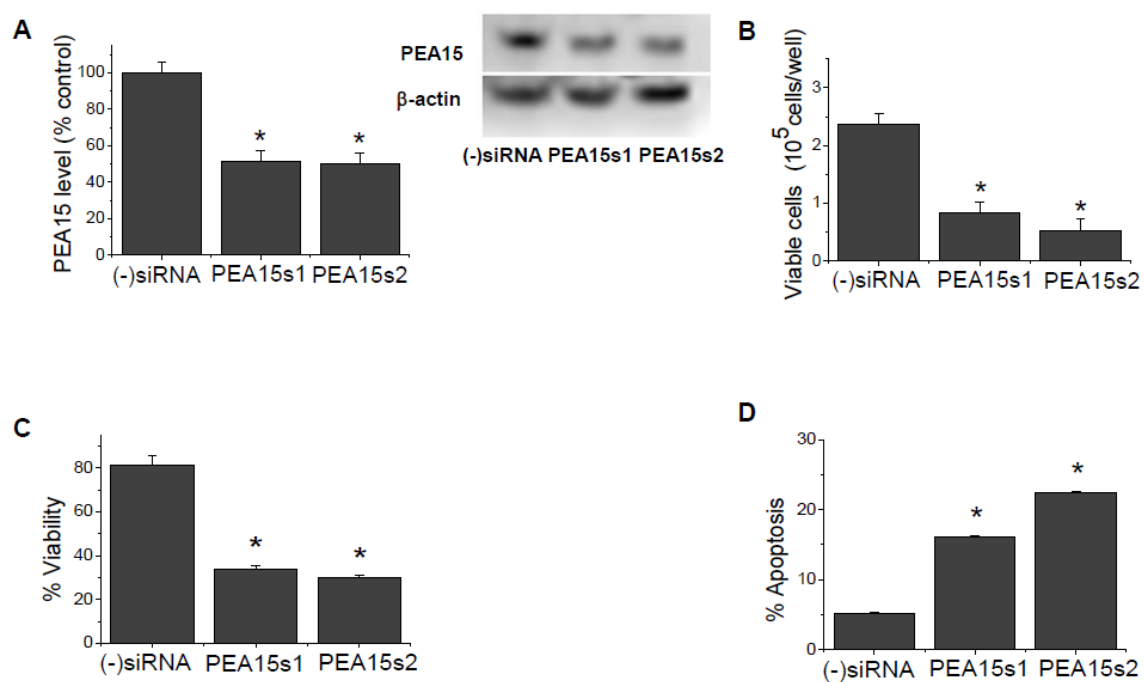 A
PEA15 level (% control)
100
80
60
40
20
0
* *
(-)siRNA PEA15s1 PEA15s2
PEA15
β-actin
(-)siRNA PEA15s1 PEA15s2
B
Viable cells (10⁵ cells/well)
3
2
1
0
* *
(-)siRNA PEA15s1 PEA15s2
C
% Viability
80
60
40
20
0
* *
(-)siRNA PEA15s1 PEA15s2
D
% Apoptosis
30
20
10
0
* *
(-)siRNA PEA15s1 PEA15s2